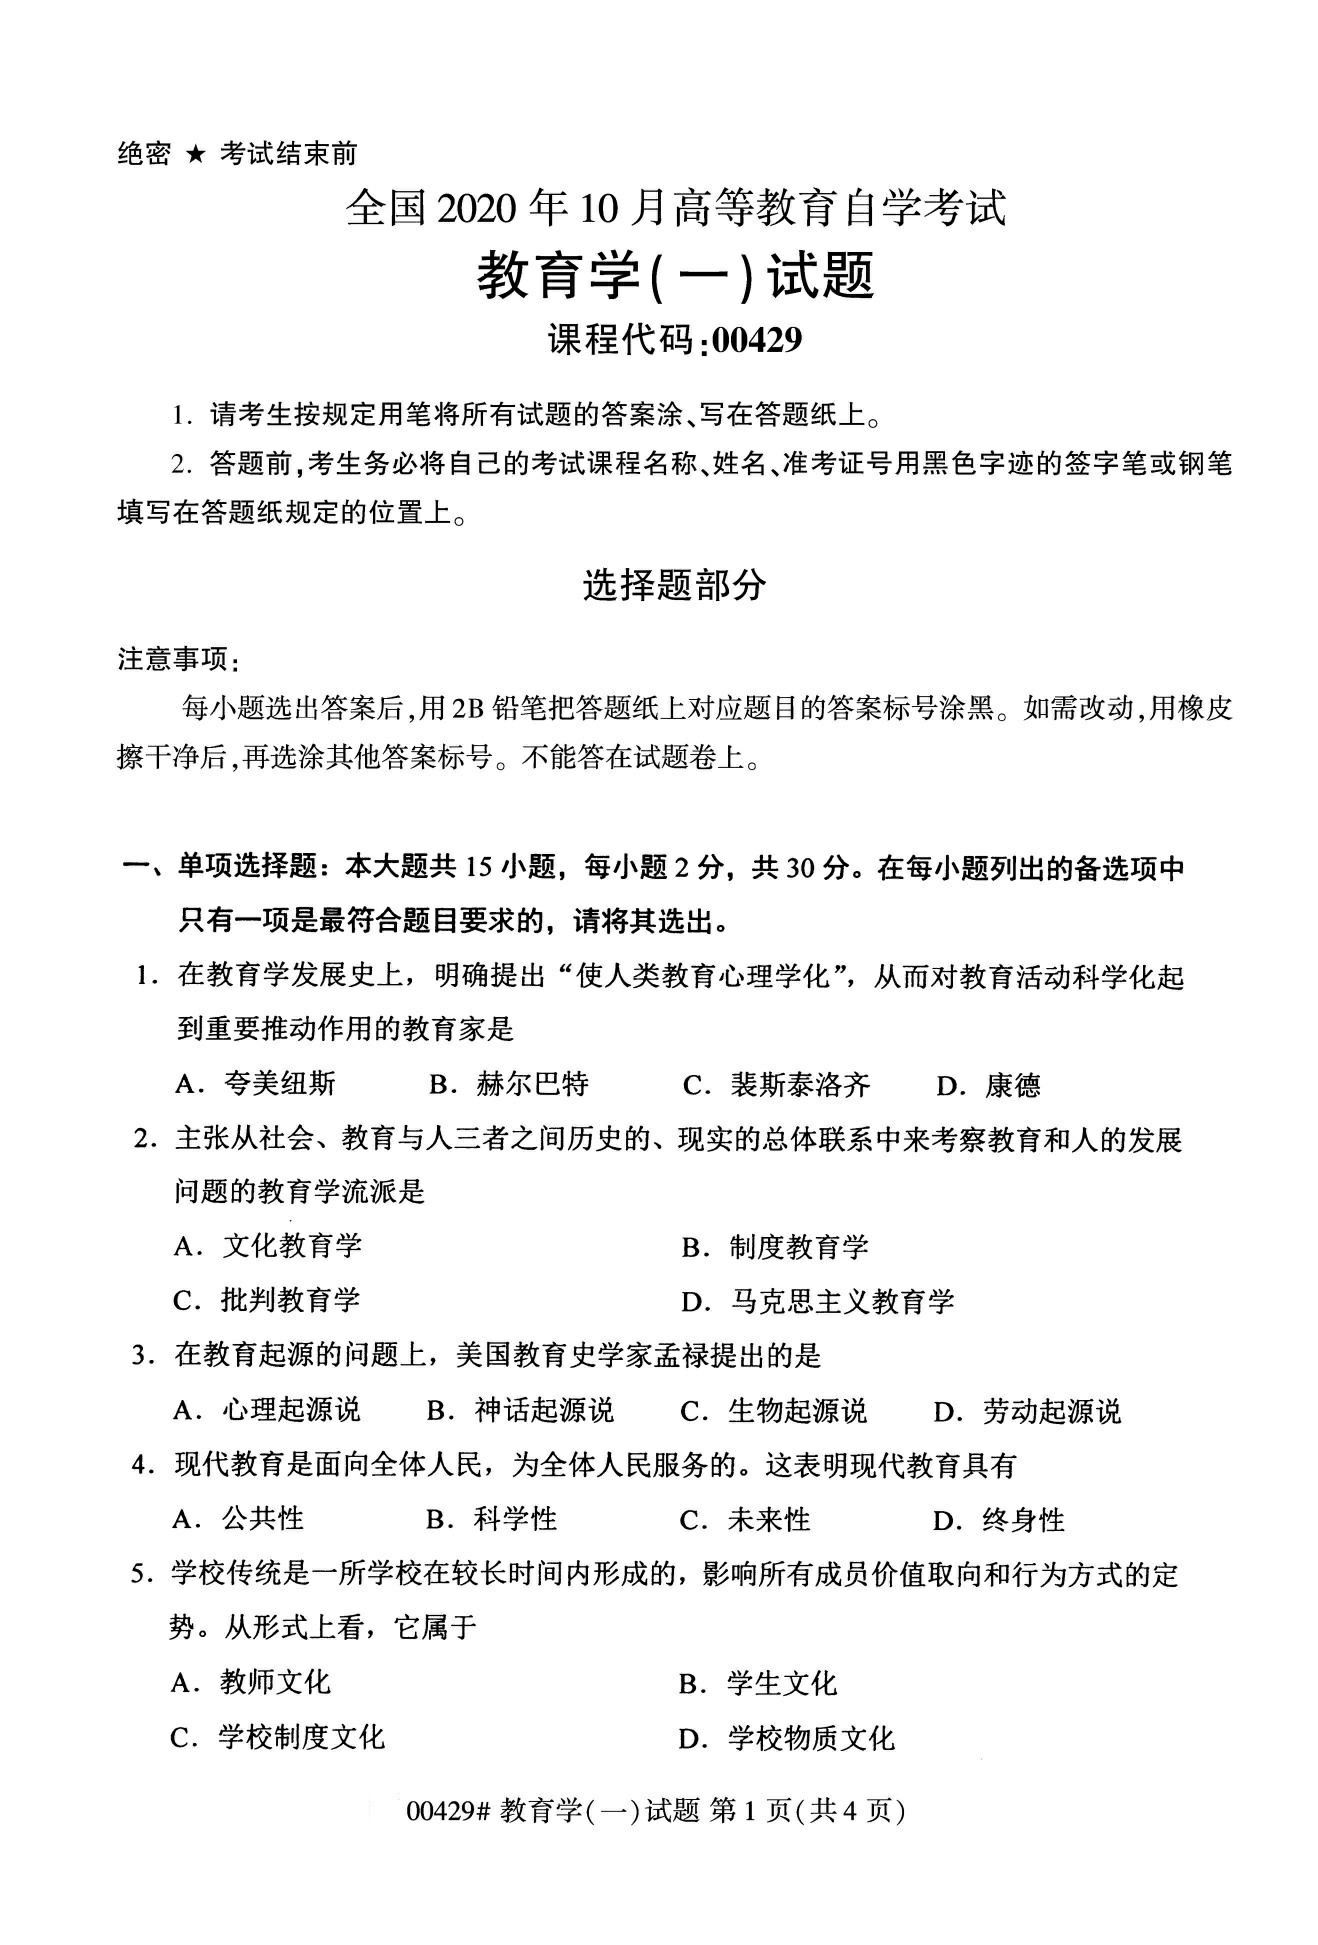 绝密 ★ 考试结束前
全国 2020 年 10 月高等教育自学考试
教育学(一)试题
课程代码:00429
1. 请考生按规定用笔将所有试题的答案涂、写在答题纸上。
2. 答题前,考生务必将自己的考试课程名称、姓名、准考证号用黑色字迹的签字笔或钢笔
填写在答题纸规定的位置上。
选择题部分
注意事项:
每小题选出答案后,用 2B 铅笔把答题纸上对应题目的答案标号涂黑。如需改动,用橡皮
擦干净后,再选涂其他答案标号。不能答在试题卷上。
一、单项选择题：本大题共 15 小题，每小题 2 分，共 30 分。在每小题列出的备选项中
只有一项是最符合题目要求的，请将其选出。
1. 在教育学发展史上，明确提出“使人类教育心理学化”，从而对教育活动科学化起
到重要推动作用的教育家是
A. 夸美纽斯 B. 赫尔巴特 C. 裴斯泰洛齐 D. 康德
2. 主张从社会、教育与人三者之间历史的、现实的总体联系中来考察教育和人的发展
问题的教育学流派是
A. 文化教育学 B. 制度教育学
C. 批判教育学 D. 马克思主义教育学
3. 在教育起源的问题上，美国教育史学家孟禄提出的是
A. 心理起源说 B. 神话起源说 C. 生物起源说 D. 劳动起源说
4. 现代教育是面向全体人民，为全体人民服务的。这表明现代教育具有
A. 公共性 B. 科学性 C. 未来性 D. 终身性
5. 学校传统是一所学校在较长时间内形成的，影响所有成员价值取向和行为方式的定
势。从形式上看，它属于
A. 教师文化 B. 学生文化
C. 学校制度文化 D. 学校物质文化
00429# 教育学(一)试题 第 1 页(共 4 页)